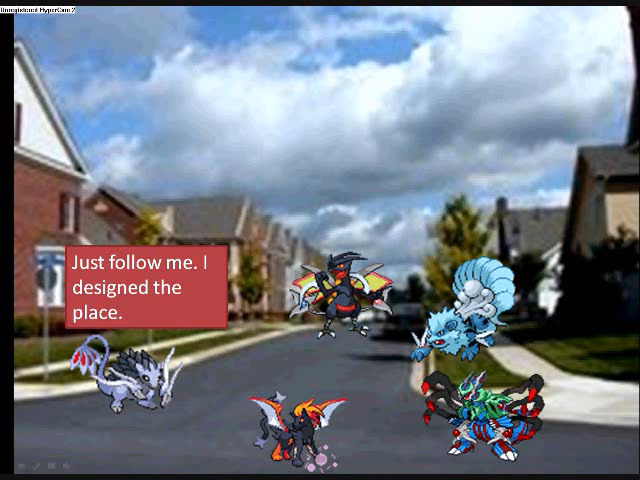 Unregistered HyperCam 2
Just follow me. I
designed the
place.